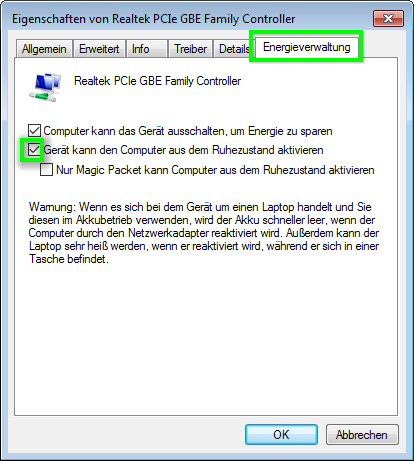 Eigenschaften von Realtek PCIe GBE Family Controller
Allgemein Erweitert Info Treiber Details Energieverwaltung
Realtek PCIe GBE Family Controller
Computer kann das Gerät ausschalten, um Energie zu sparen
Gerät kann den Computer aus dem Ruhezustand aktivieren
Nur Magic Packet kann Computer aus dem Ruhezustand aktivieren
Warnung: Wenn es sich bei dem Gerät um einen Laptop handelt und Sie
diesen im Akkubetrieb verwenden, wird der Akku schneller leer, wenn der
Computer durch den Netzwerkadapter reaktiviert wird. Außerdem kann der
Laptop sehr heiß werden, wenn er reaktiviert wird, während er sich in einer
Tasche befindet.
OK Abbrechen